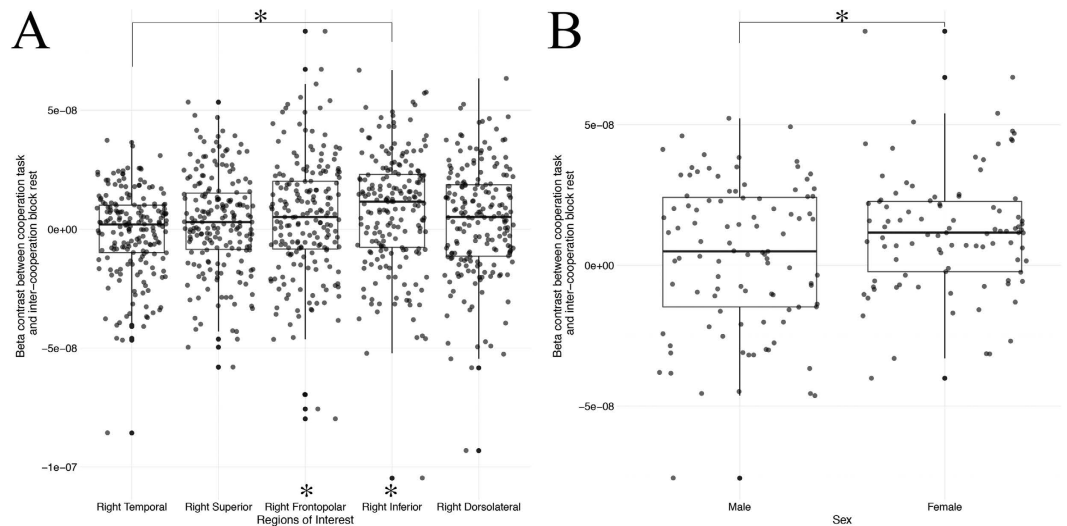 A
*
Beta contrast between cooperation task
and inter-cooperation block rest
5e-08
0e+00
−5e-08
−1e-07
* *
Right Temporal Right Superior Right Frontopolar Right Inferior Right Dorsolateral
Regions of Interest
B
*
Beta contrast between cooperation task
and inter-cooperation block rest
5e-08
0e+00
−5e-08
Male Female
Sex